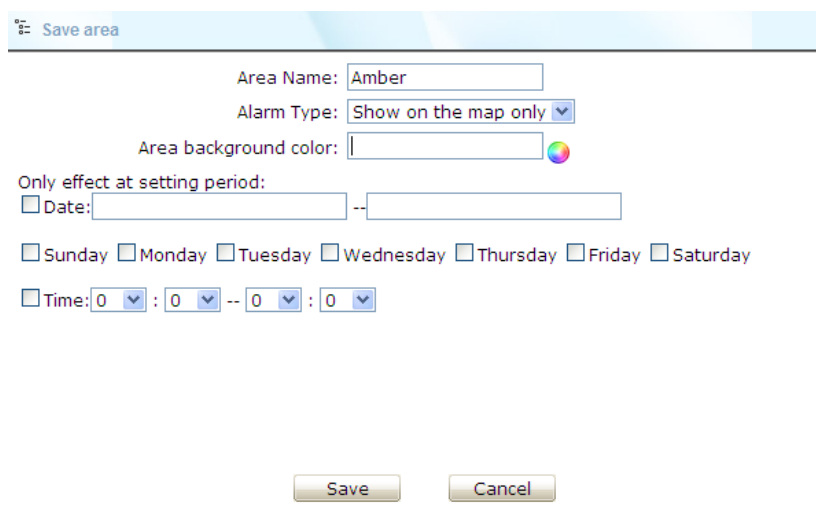 Save area
Area Name: Amber
Alarm Type: Show on the map only
Area background color:
Only effect at setting period:
Date: --
Sunday Monday Tuesday Wednesday Thursday Friday Saturday
Time: 0 : 0 -- 0 : 0
Save Cancel